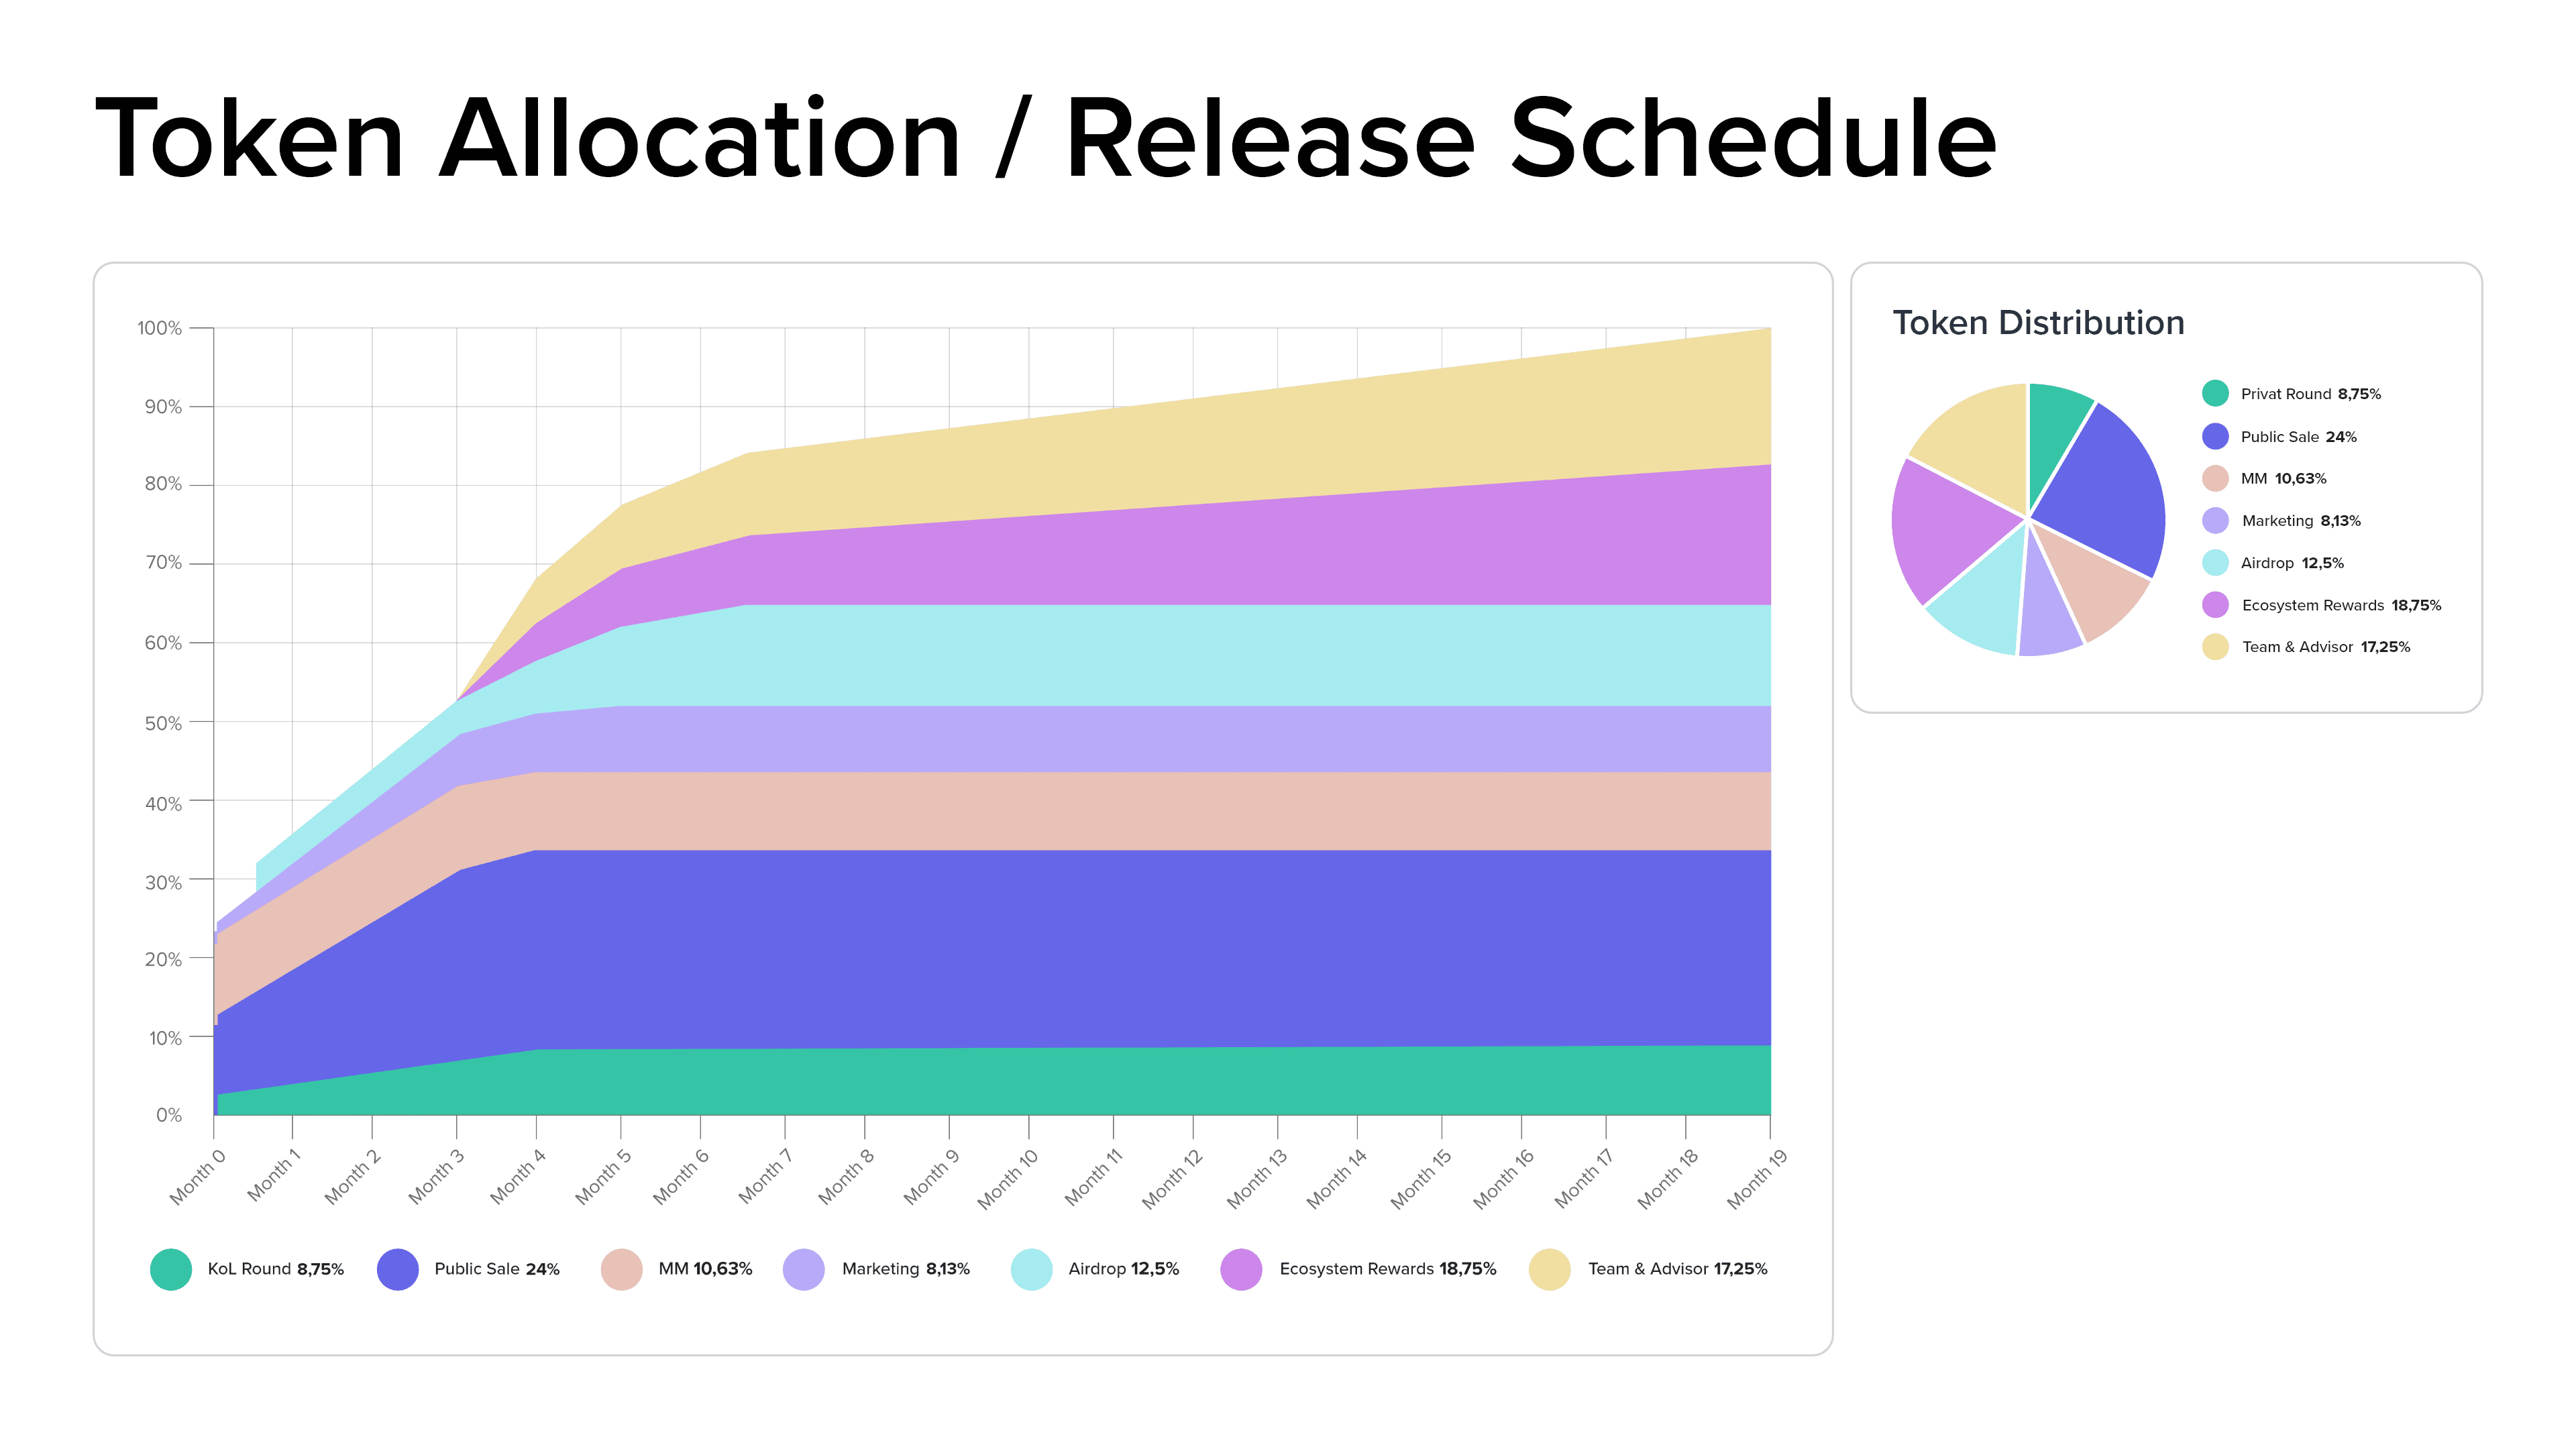 Token Allocation / Release Schedule
100%
90%
80%
70%
60%
50%
40%
30%
20%
10%
0%
Month 0
Month 1
Month 2
Month 3
Month 4
Month 5
Month 6
Month 7
Month 8
Month 9
Month 10
Month 11
Month 12
Month 13
Month 14
Month 15
Month 16
Month 17
Month 18
Month 19
KoL Round 8,75%
Public Sale 24%
MM 10,63%
Marketing 8,13%
Airdrop 12,5%
Ecosystem Rewards 18,75%
Team & Advisor 17,25%
Token Distribution
Privat Round 8,75%
Public Sale 24%
MM 10,63%
Marketing 8,13%
Airdrop 12,5%
Ecosystem Rewards 18,75%
Team & Advisor 17,25%